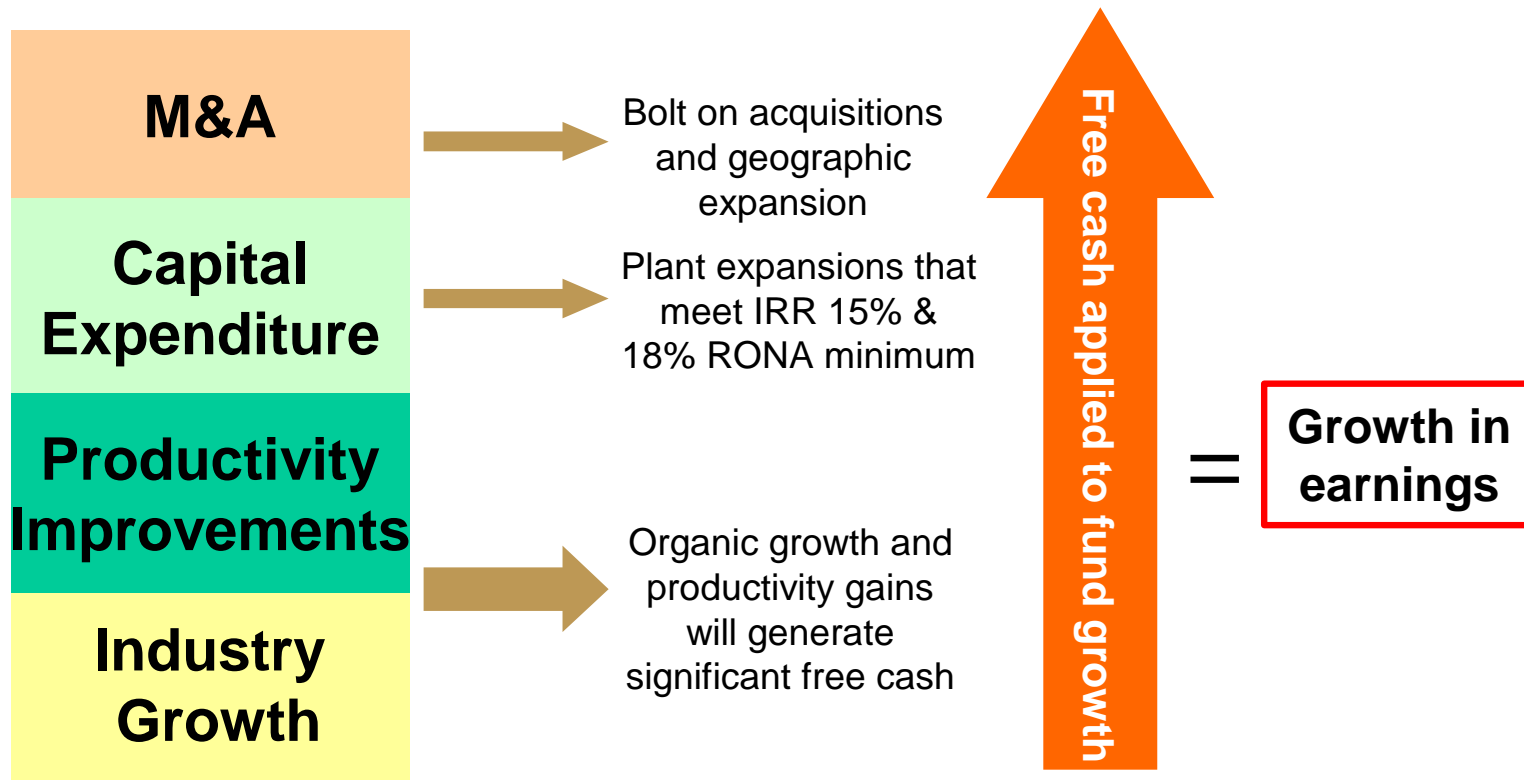 M&A
Bolt on acquisitions
and geographic
expansion
Capital
Expenditure
Plant expansions that
meet IRR 15% &
18% RONA minimum
Productivity
Improvements
Organic growth and
productivity gains
will generate
significant free cash
Industry
Growth
Free cash applied to fund growth
=
Growth in
earnings